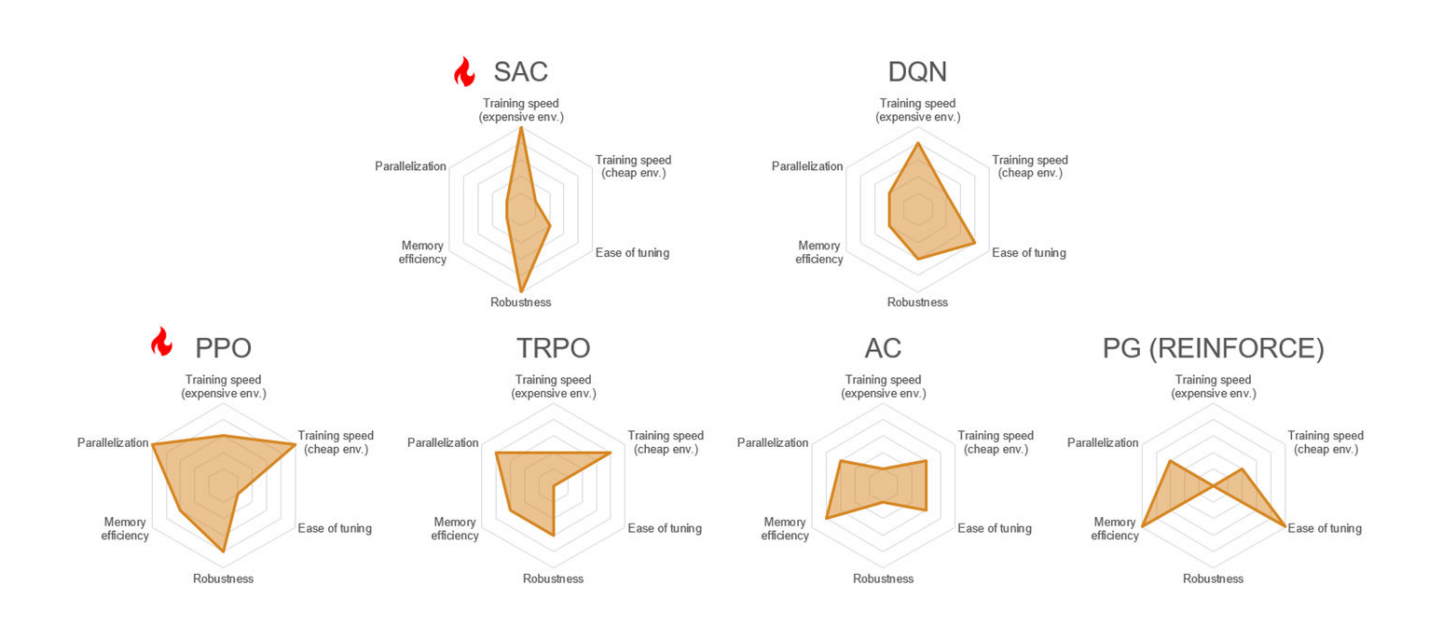 SAC
Training speed
(expensive env.)
Parallelization
Training speed
(cheap env.)
Memory
efficiency
Ease of tuning
Robustness
DQN
Training speed
(expensive env.)
Parallelization
Training speed
(cheap env.)
Memory
efficiency
Ease of tuning
Robustness
PPO
Training speed
(expensive env.)
Parallelization
Training speed
(cheap env.)
Memory
efficiency
Ease of tuning
Robustness
TRPO
Training speed
(expensive env.)
Parallelization
Training speed
(cheap env.)
Memory
efficiency
Ease of tuning
Robustness
AC
Training speed
(expensive env.)
Parallelization
Training speed
(cheap env.)
Memory
efficiency
Ease of tuning
Robustness
PG (REINFORCE)
Training speed
(expensive env.)
Parallelization
Training speed
(cheap env.)
Memory
efficiency
Ease of tuning
Robustness